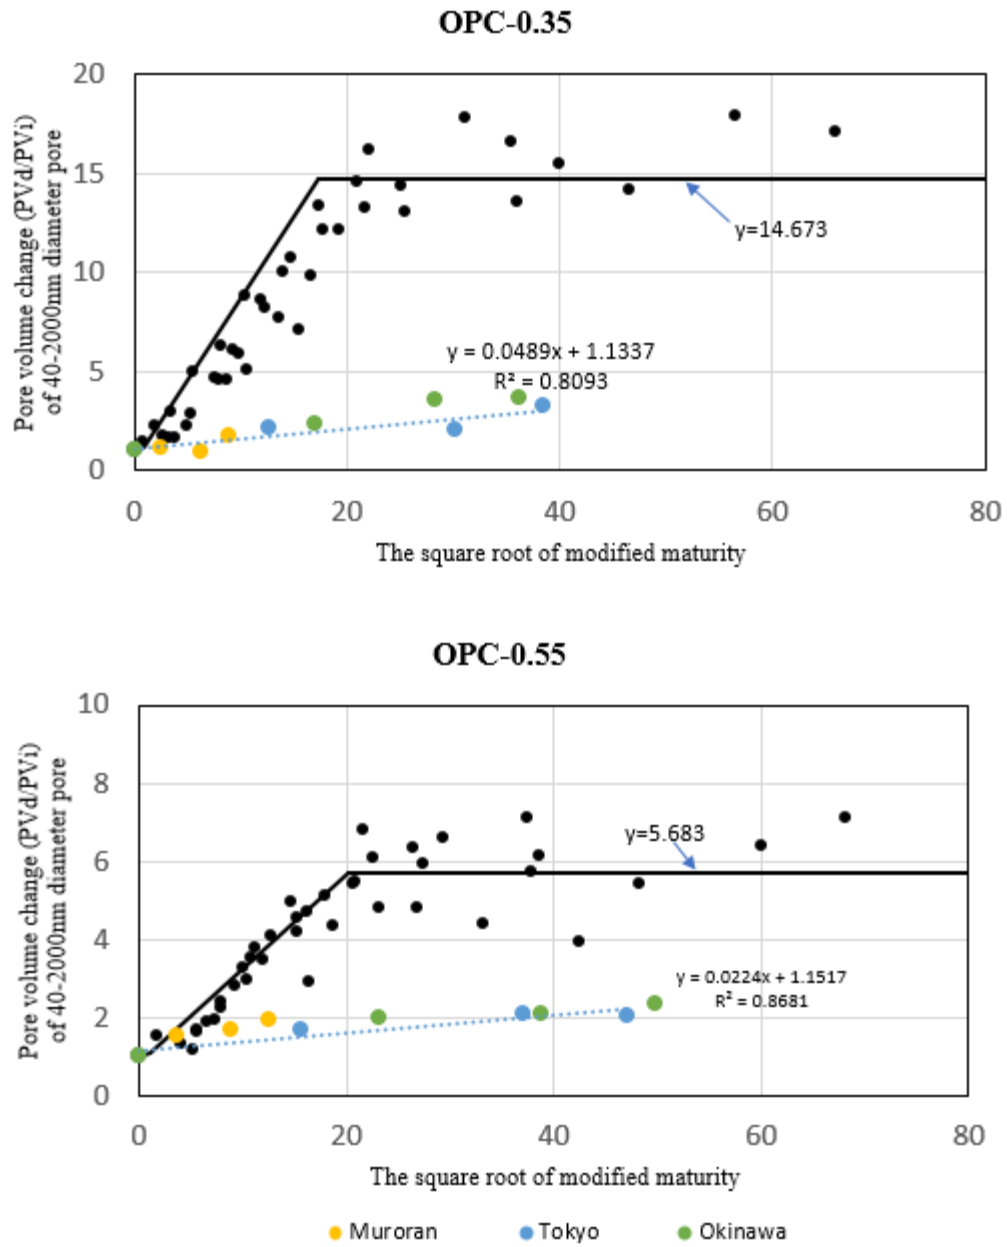 OPC-0.35
Pore volume change (PVd/PVi)
of 40-2000nm diameter pore
20
15
10
5
0
y=14.673
y = 0.0489x + 1.1337
R² = 0.8093
0 20 40 60 80
The square root of modified maturity
OPC-0.55
Pore volume change (PVd/PVi)
of 40-2000nm diameter pore
10
8
6
4
2
0
y=5.683
y = 0.0224x + 1.1517
R² = 0.8681
0 20 40 60 80
The square root of modified maturity
Muroran Tokyo Okinawa